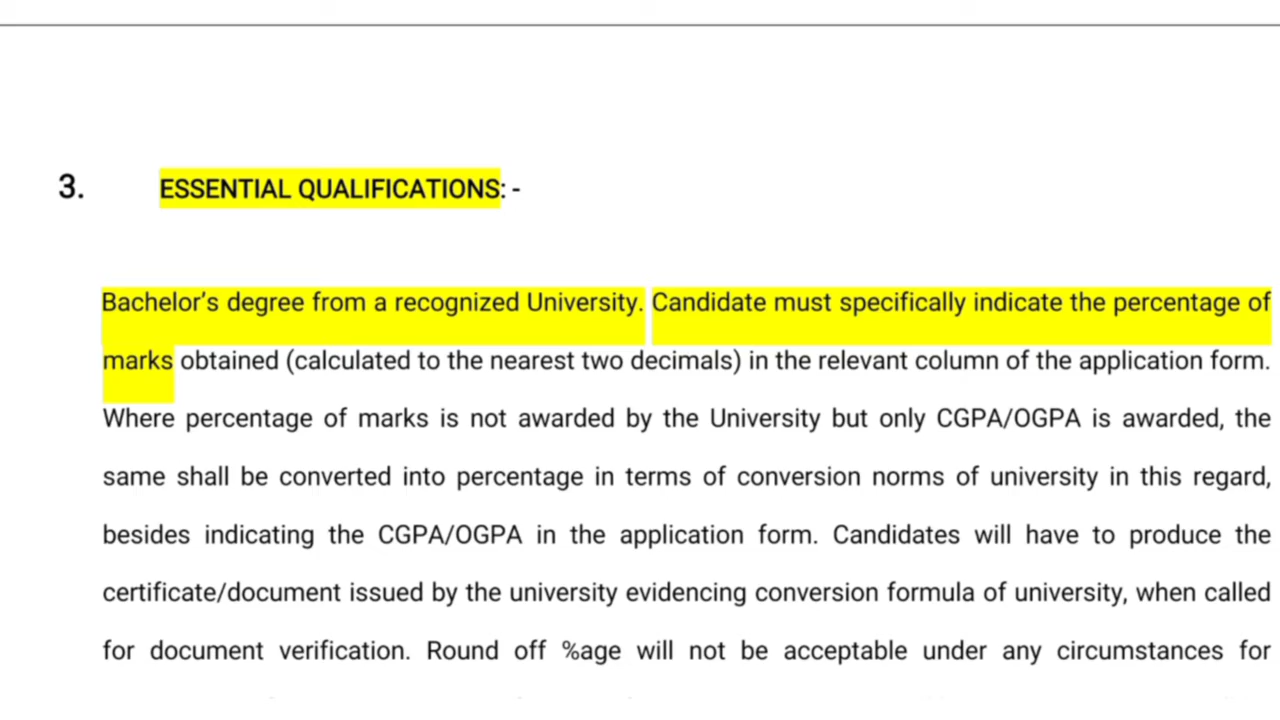 3. ESSENTIAL QUALIFICATIONS: -
Bachelor's degree from a recognized University. Candidate must specifically indicate the percentage of
marks obtained (calculated to the nearest two decimals) in the relevant column of the application form.
Where percentage of marks is not awarded by the University but only CGPA/OGPA is awarded, the
same shall be converted into percentage in terms of conversion norms of university in this regard,
besides indicating the CGPA/OGPA in the application form. Candidates will have to produce the
certificate/document issued by the university evidencing conversion formula of university, when called
for document verification. Round off %age will not be acceptable under any circumstances for